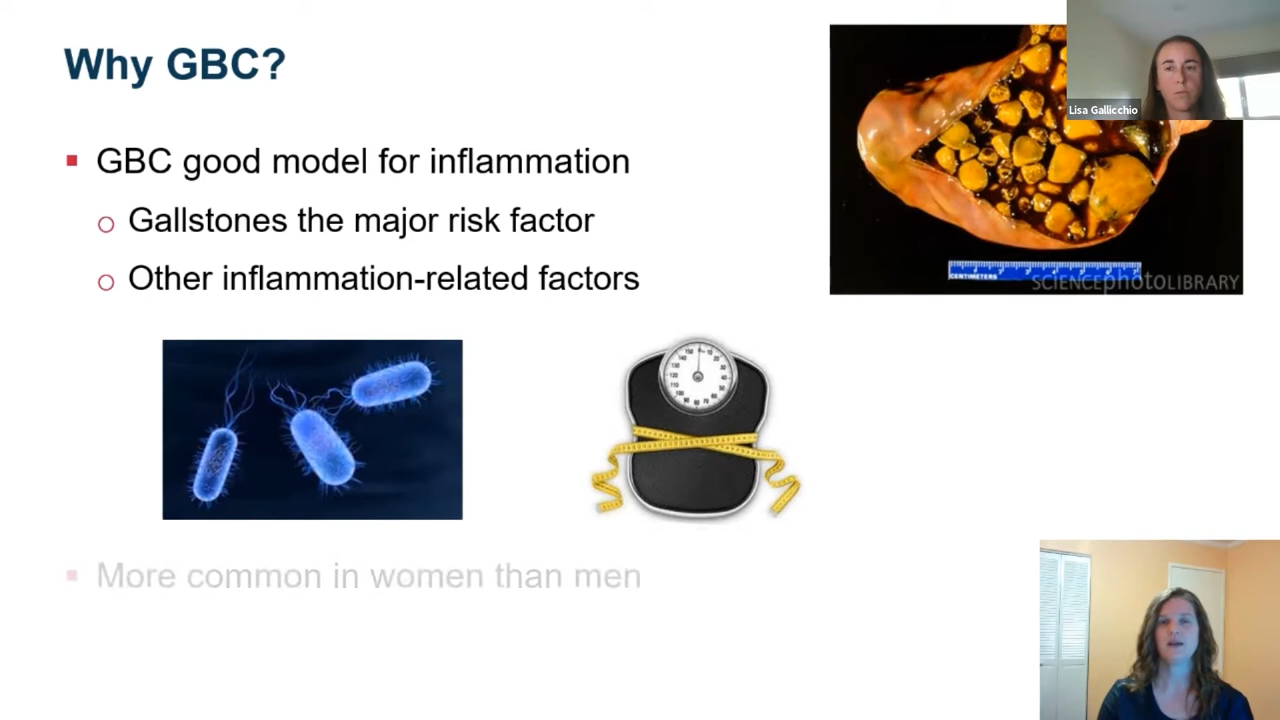 Why GBC?
Lisa Gallicchio
GBC good model for inflammation
Gallstones the major risk factor
Other inflammation-related factors
CENTIMETERS
SCIENCEphotoLIBRARY
More common in women than men